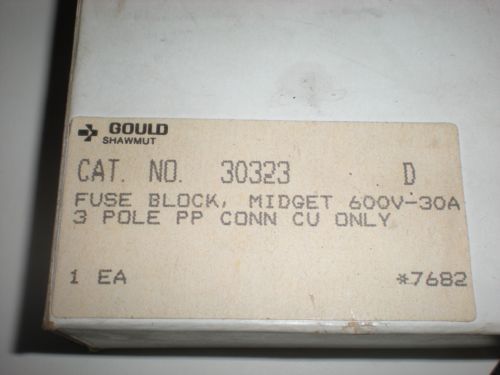 GOULD
SHAWMUT
CAT. NO. 30323 D
FUSE BLOCK, MIDGET 600V-30A
3 POLE PP CONN CU ONLY
1 EA *7682